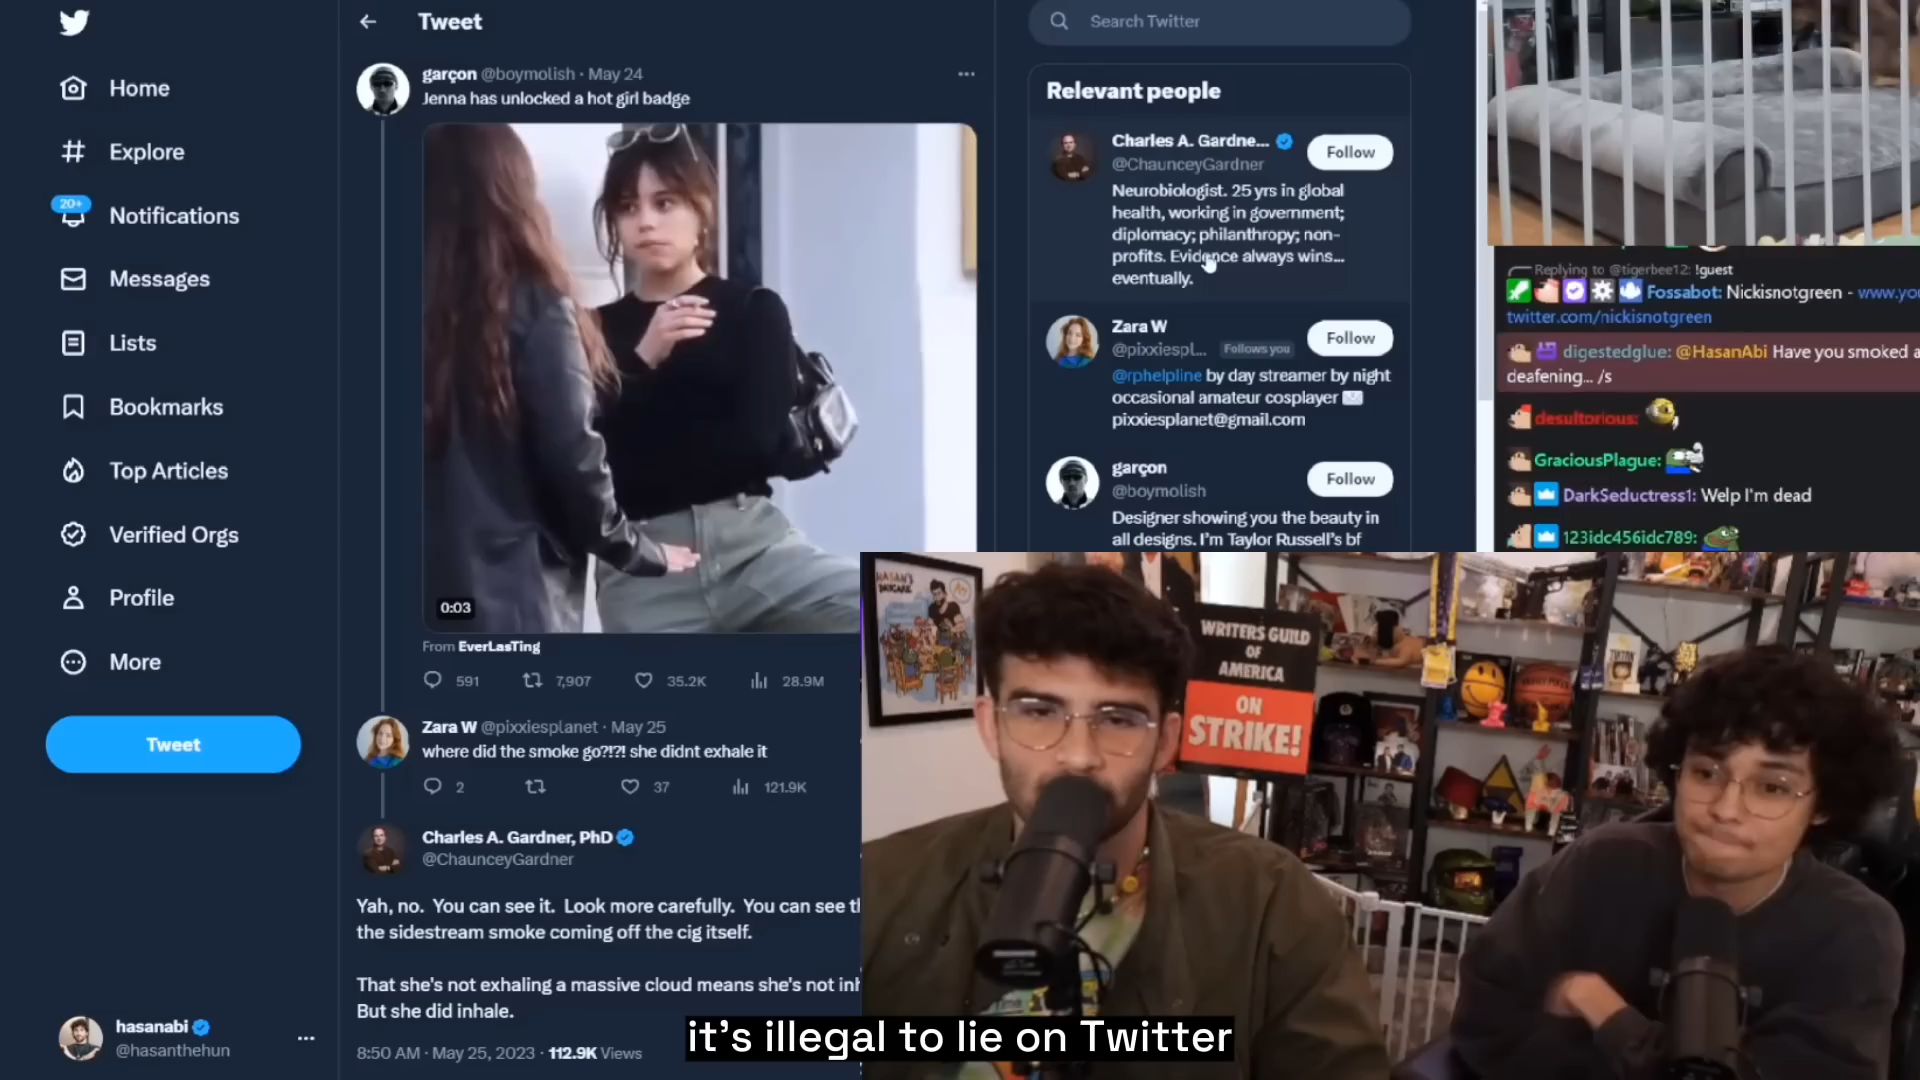 Home
Explore
20+
Notifications
Messages
Lists
Bookmarks
Top Articles
Verified Orgs
Profile
More
Tweet
hasanabi
@hasanthehun
Tweet
garçon @boymolish · May 24
Jenna has unlocked a hot girl badge
0:03
From EverLasTing
591 7,907 35.2K 28.9M
Zara W @pixxiesplanet · May 25
where did the smoke go?!?! she didnt exhale it
2 37 121.9K
Charles A. Gardner, PhD
@ChaunceyGardner
Yah, no. You can see it. Look more carefully. You can see
the sidestream smoke coming off the cig itself.
That she's not exhaling a massive cloud means she's not
But she did inhale.
8:50 AM · May 25, 2023 · 112.9K Views
Search Twitter
Relevant people
Charles A. Gardne...
@ChaunceyGardner
Follow
Neurobiologist. 25 yrs in global
health, working in government;
diplomacy; philanthropy; non-
profits. Evidence always wins...
eventually.
Zara W
@pixxiespl... Follows you
Follow
@rphelpline by day streamer by night
occasional amateur cosplayer
pixxiesplanet@gmail.com
garçon
@boymolish
Follow
Designer showing you the beauty in
all designs. I'm Taylor Russell's bf
Replying to @tigerbee12: !guest
Fossabot: Nickisnotgreen - www.yo
twitter.com/nickisnotgreen
digestedglue: @HasanAbi Have you smoked a
deafening... /s
desultorious:
GraciousPlague:
DarkSeductress1: Welp I'm dead
123idc456idc789:
HASAN'S
WRITERS GUILD
OF
AMERICA
ON
STRIKE!
it's illegal to lie on Twitter